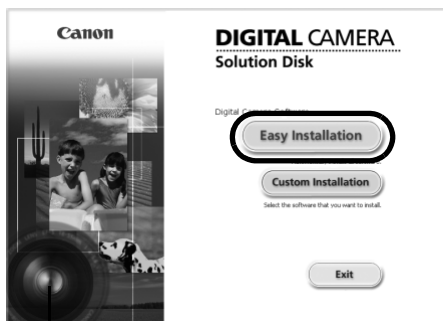 Canon
DIGITAL CAMERA
Solution Disk
Digital Camera Software
Easy Installation
Custom Installation
Select the software that you want to install.
Exit